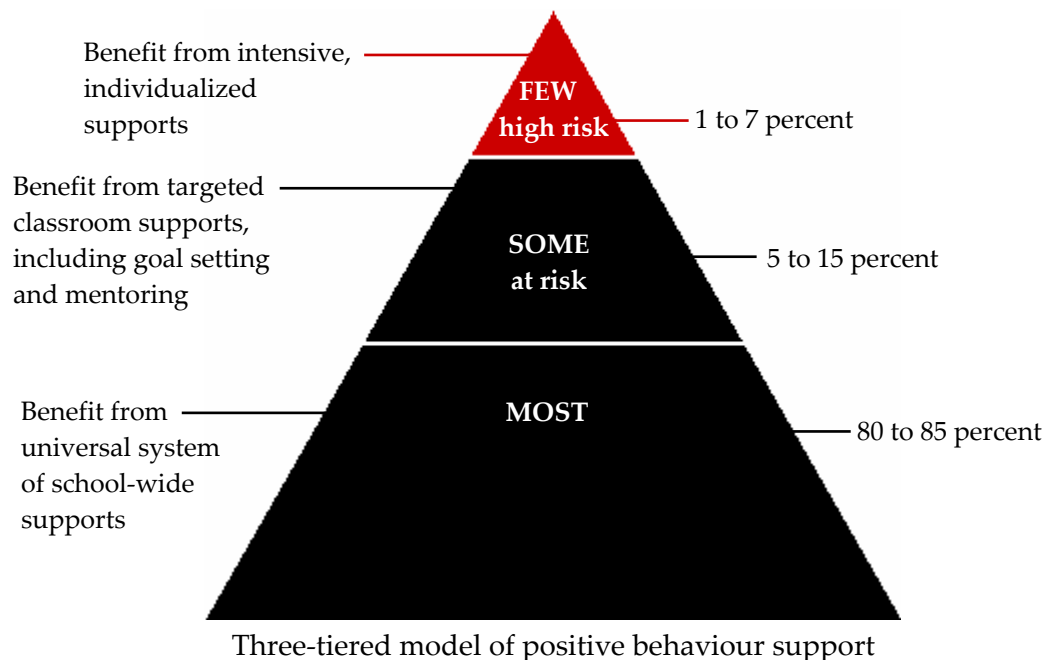 Benefit from intensive,
individualized
supports
FEW
high risk
1 to 7 percent
Benefit from targeted
classroom supports,
including goal setting
and mentoring
SOME
at risk
5 to 15 percent
Benefit from
universal system
of school-wide
supports
MOST
80 to 85 percent
Three-tiered model of positive behaviour support